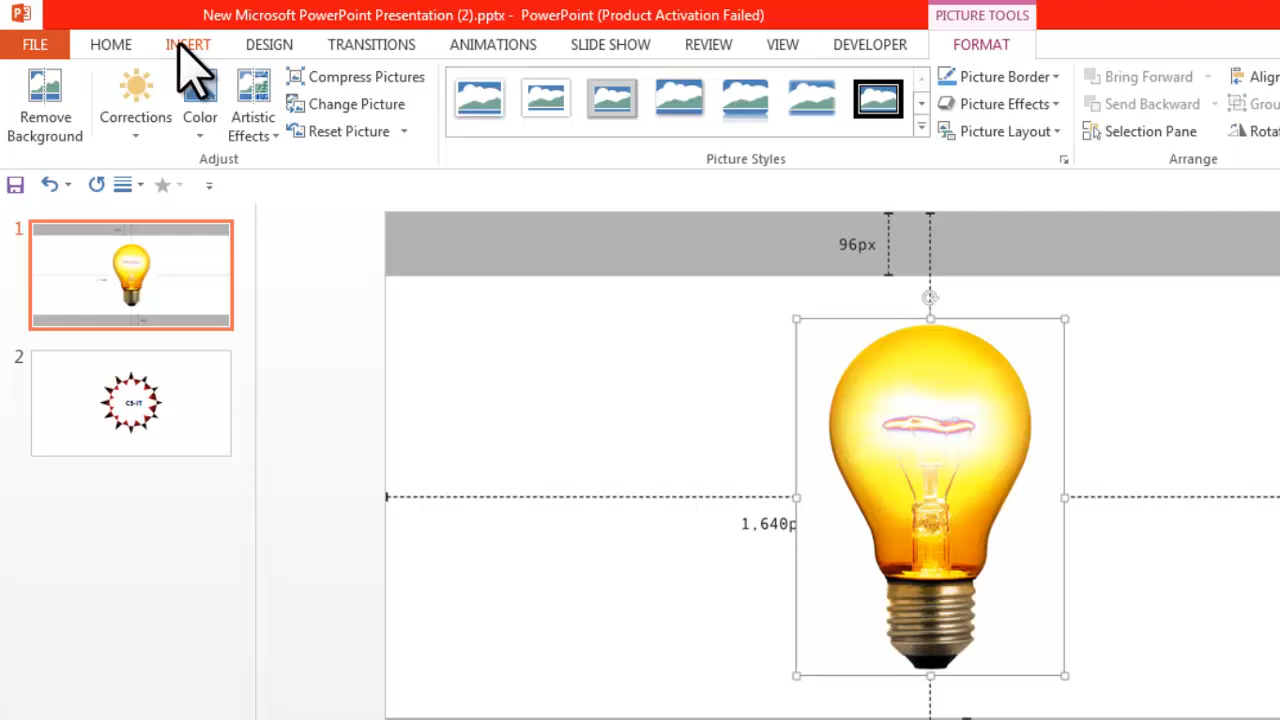 New Microsoft PowerPoint Presentation (2).pptx - PowerPoint (Product Activation Failed)
PICTURE TOOLS
FILE HOME INSERT DESIGN TRANSITIONS ANIMATIONS SLIDE SHOW REVIEW VIEW DEVELOPER FORMAT
Remove Background
Corrections
Color
Artistic Effects
Compress Pictures
Change Picture
Reset Picture
Adjust
Picture Styles
Picture Border
Picture Effects
Picture Layout
Bring Forward
Send Backward
Selection Pane
Arrange
1
2
CS-IT
96px